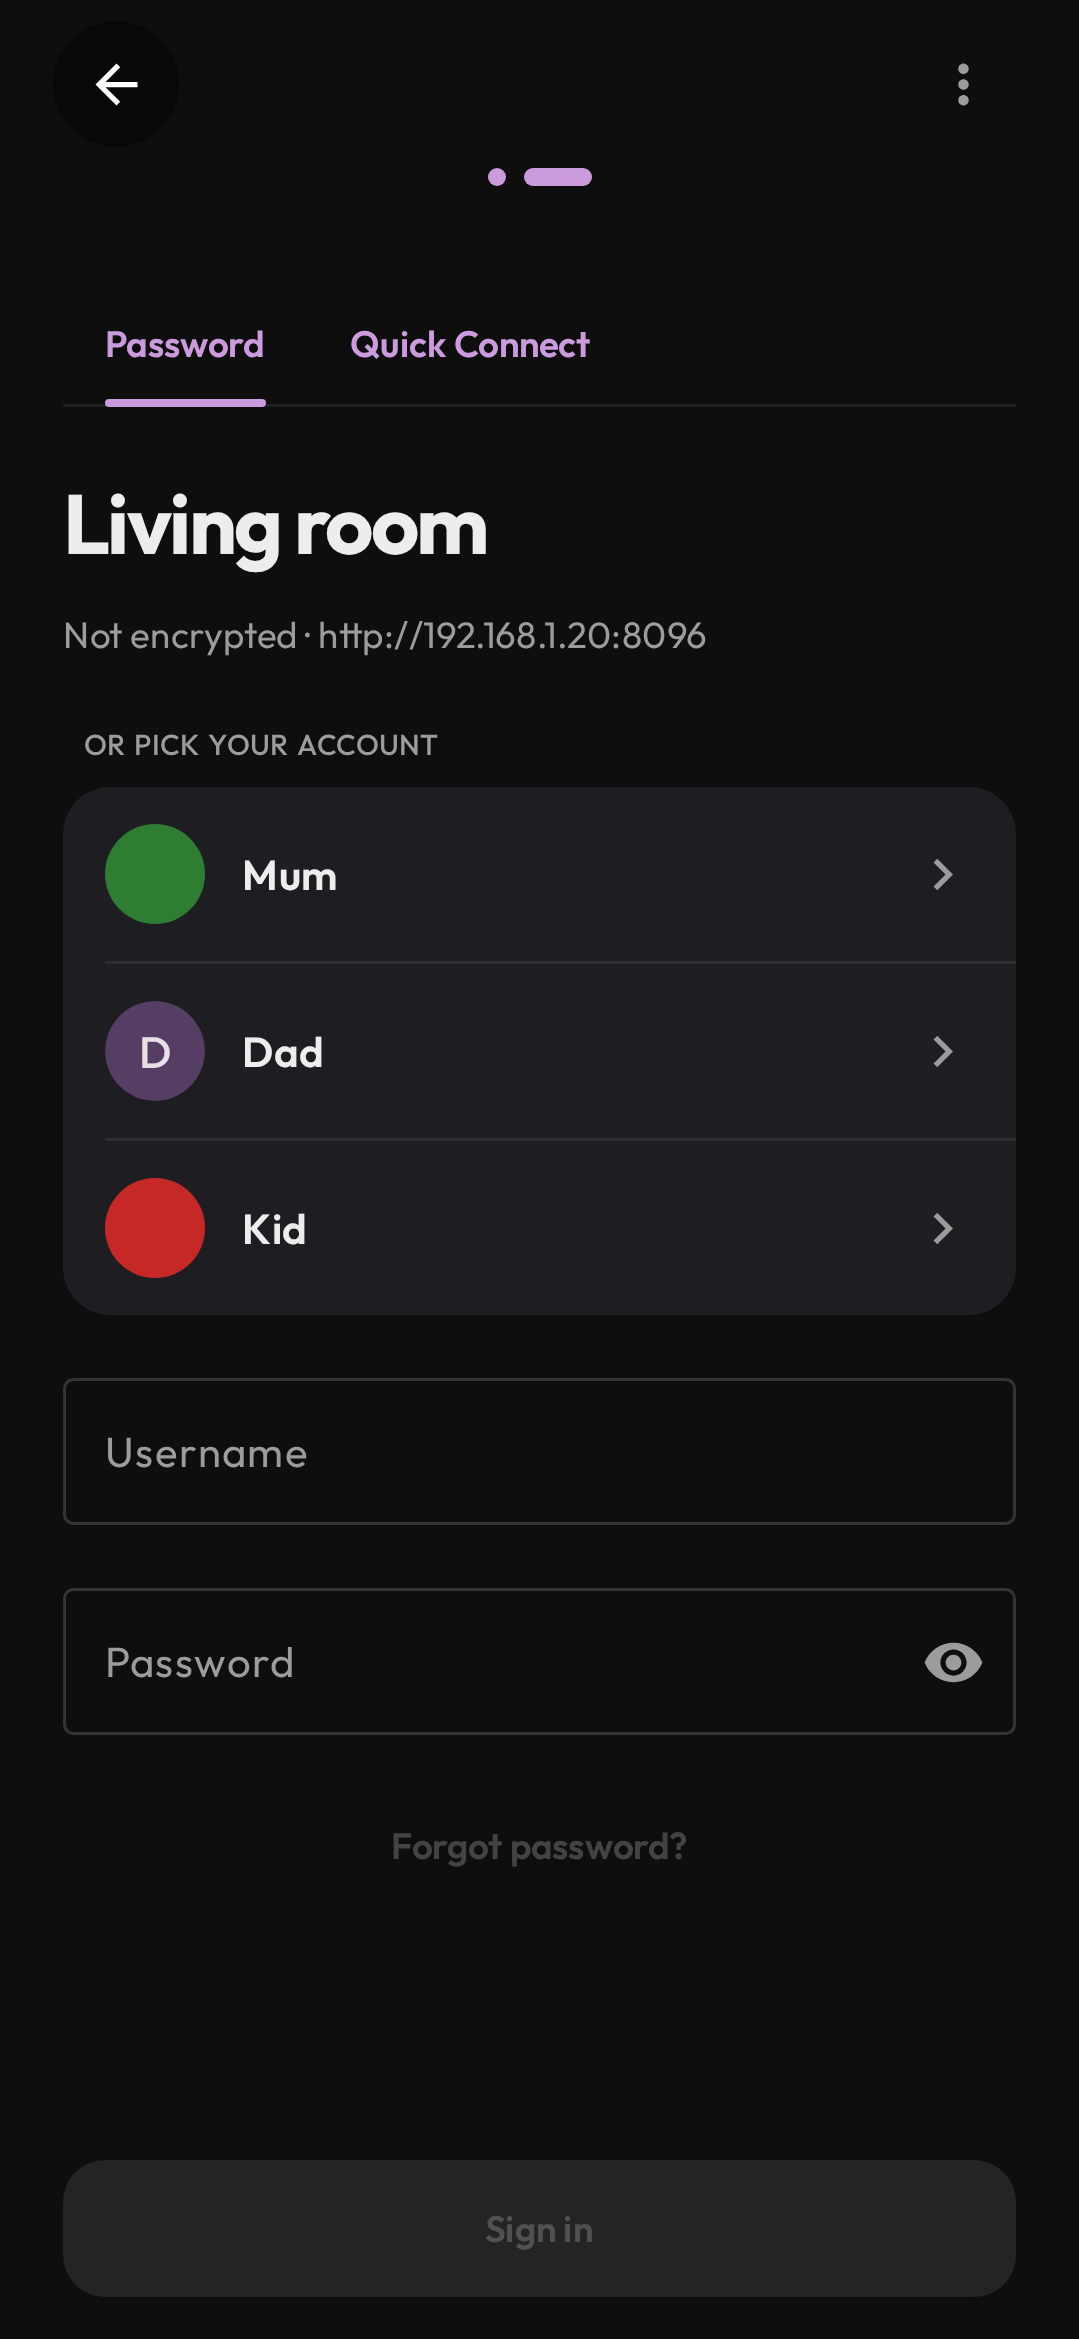 Password
Quick Connect
Living room
Not encrypted · http://192.168.1.20:8096
OR PICK YOUR ACCOUNT
Mum
D
Dad
Kid
Username
Password
Forgot password?
Sign in